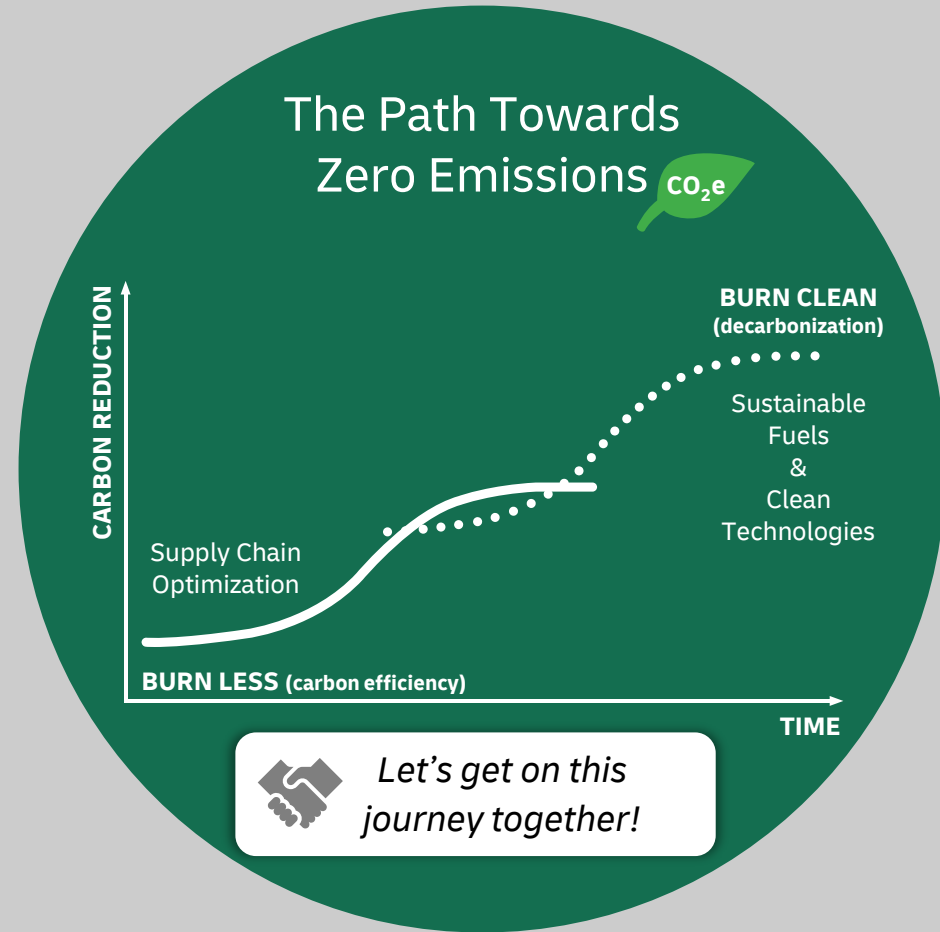 The Path Towards
Zero Emissions
CO₂e
CARBON REDUCTION
BURN CLEAN
(decarbonization)
Sustainable
Fuels
&
Clean
Technologies
Supply Chain
Optimization
BURN LESS (carbon efficiency)
TIME
Let’s get on this
journey together!